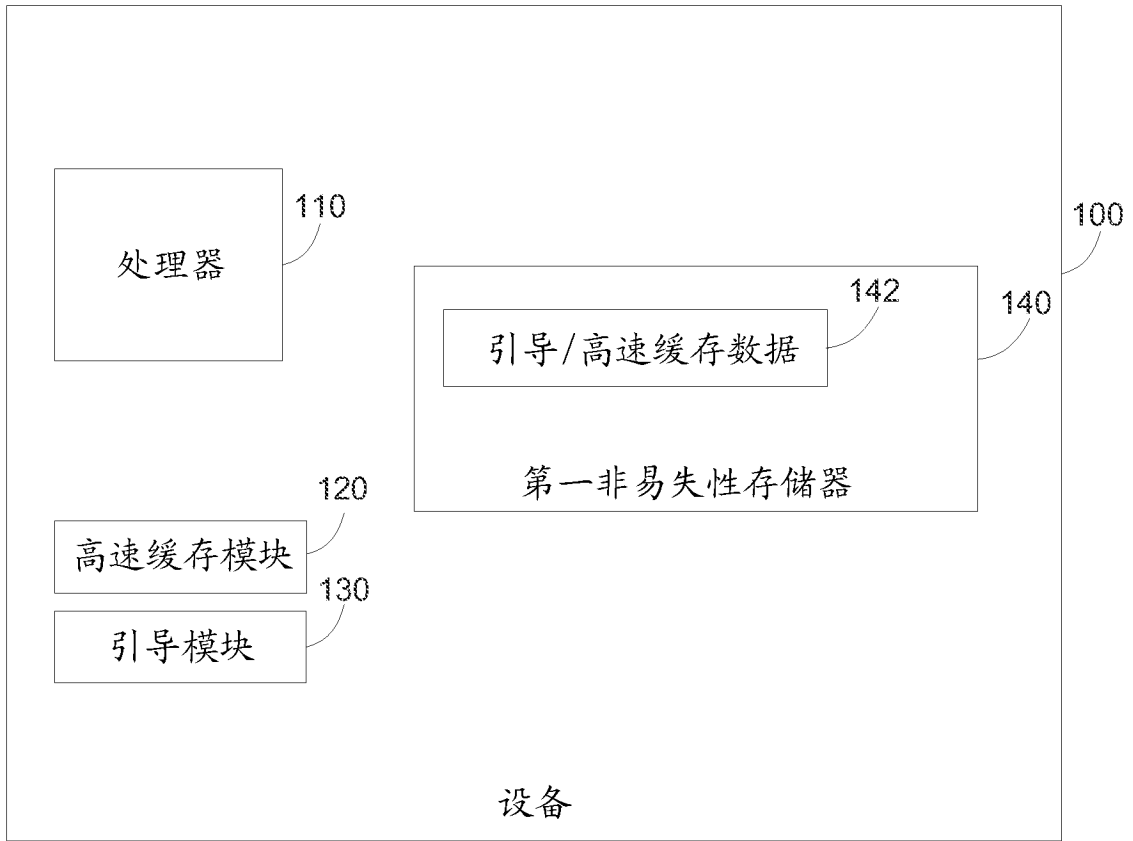 110
处理器
100
140
142
引导/高速缓存数据
第一非易失性存储器
120
高速缓存模块
130
引导模块
设备